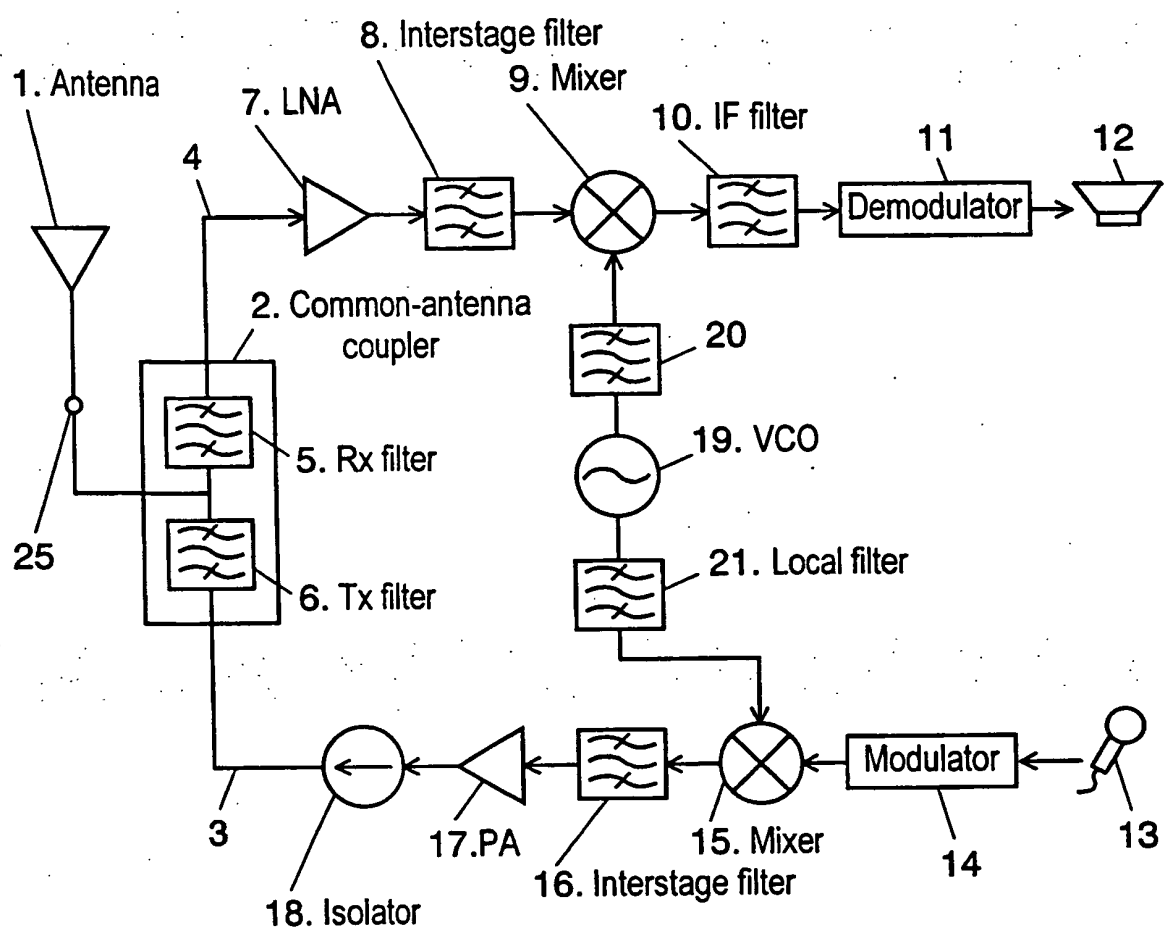 8. Interstage filter
1. Antenna
9. Mixer
7. LNA
10. IF filter
11
12
4
Demodulator
2. Common-antenna
coupler
20
5. Rx filter
19. VCO
25
6. Tx filter
21. Local filter
Modulator
3
17.PA
15. Mixer
14
13
16. Interstage filter
18. Isolator